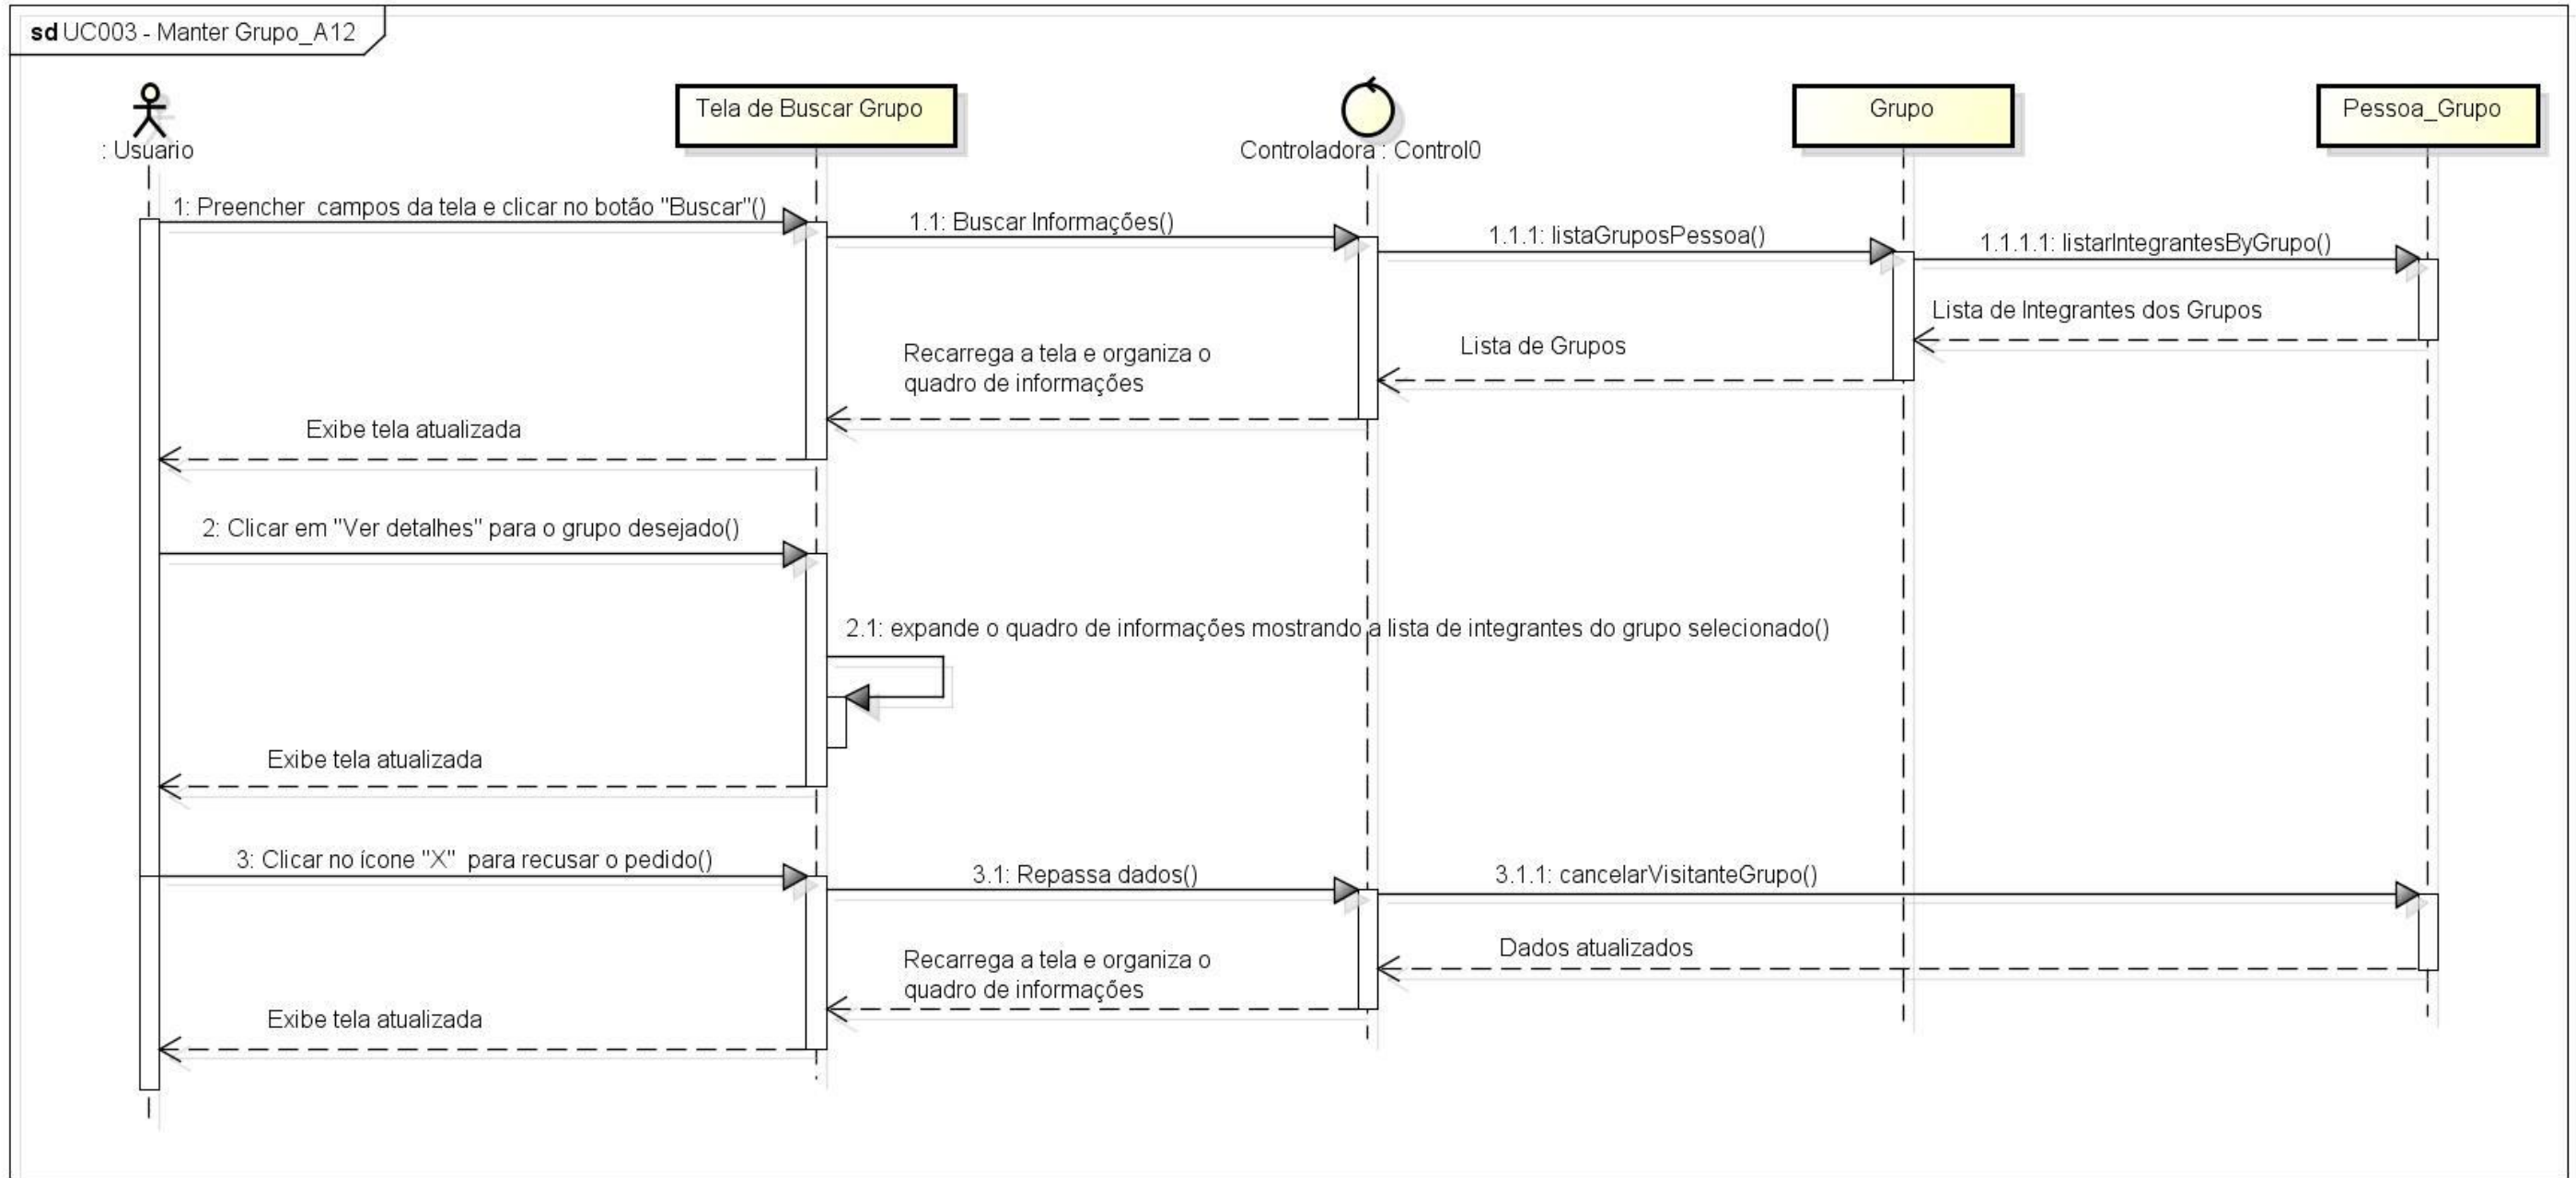 sd UC003 - Manter Grupo_A12
: Usuario
Tela de Buscar Grupo
Controladora : Control0
Grupo
Pessoa_Grupo
1: Preencher campos da tela e clicar no botão "Buscar"()
1.1: Buscar Informações()
1.1.1: listaGruposPessoa()
1.1.1.1: listarIntegrantesByGrupo()
Lista de Integrantes dos Grupos
Lista de Grupos
Recarrega a tela e organiza o
quadro de informações
Exibe tela atualizada
2: Clicar em "Ver detalhes" para o grupo desejado()
2.1: expande o quadro de informações mostrando a lista de integrantes do grupo selecionado()
Exibe tela atualizada
3: Clicar no ícone "X" para recusar o pedido()
3.1: Repassa dados()
3.1.1: cancelarVisitanteGrupo()
Dados atualizados
Recarrega a tela e organiza o
quadro de informações
Exibe tela atualizada